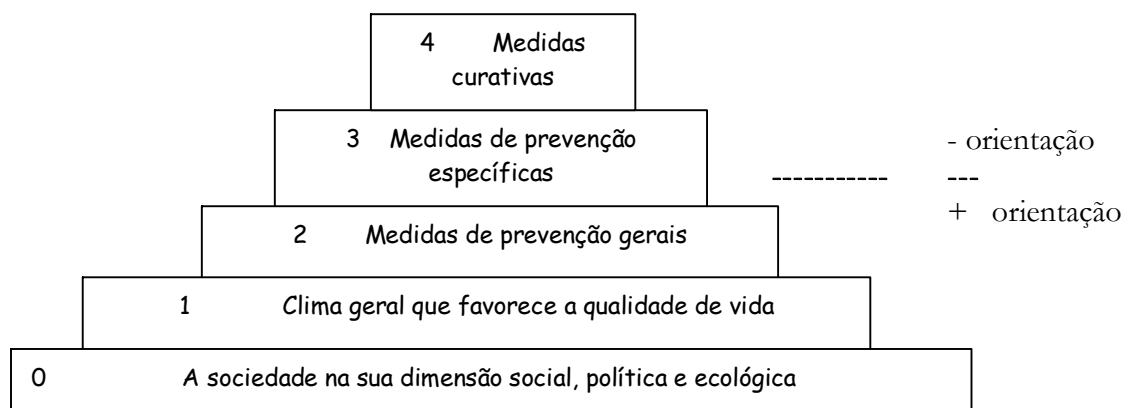 4 Medidas
curativas
3 Medidas de prevenção
específicas
- orientação
----------- ---
+ orientação
2 Medidas de prevenção gerais
1 Clima geral que favorece a qualidade de vida
0 A sociedade na sua dimensão social, política e ecológica